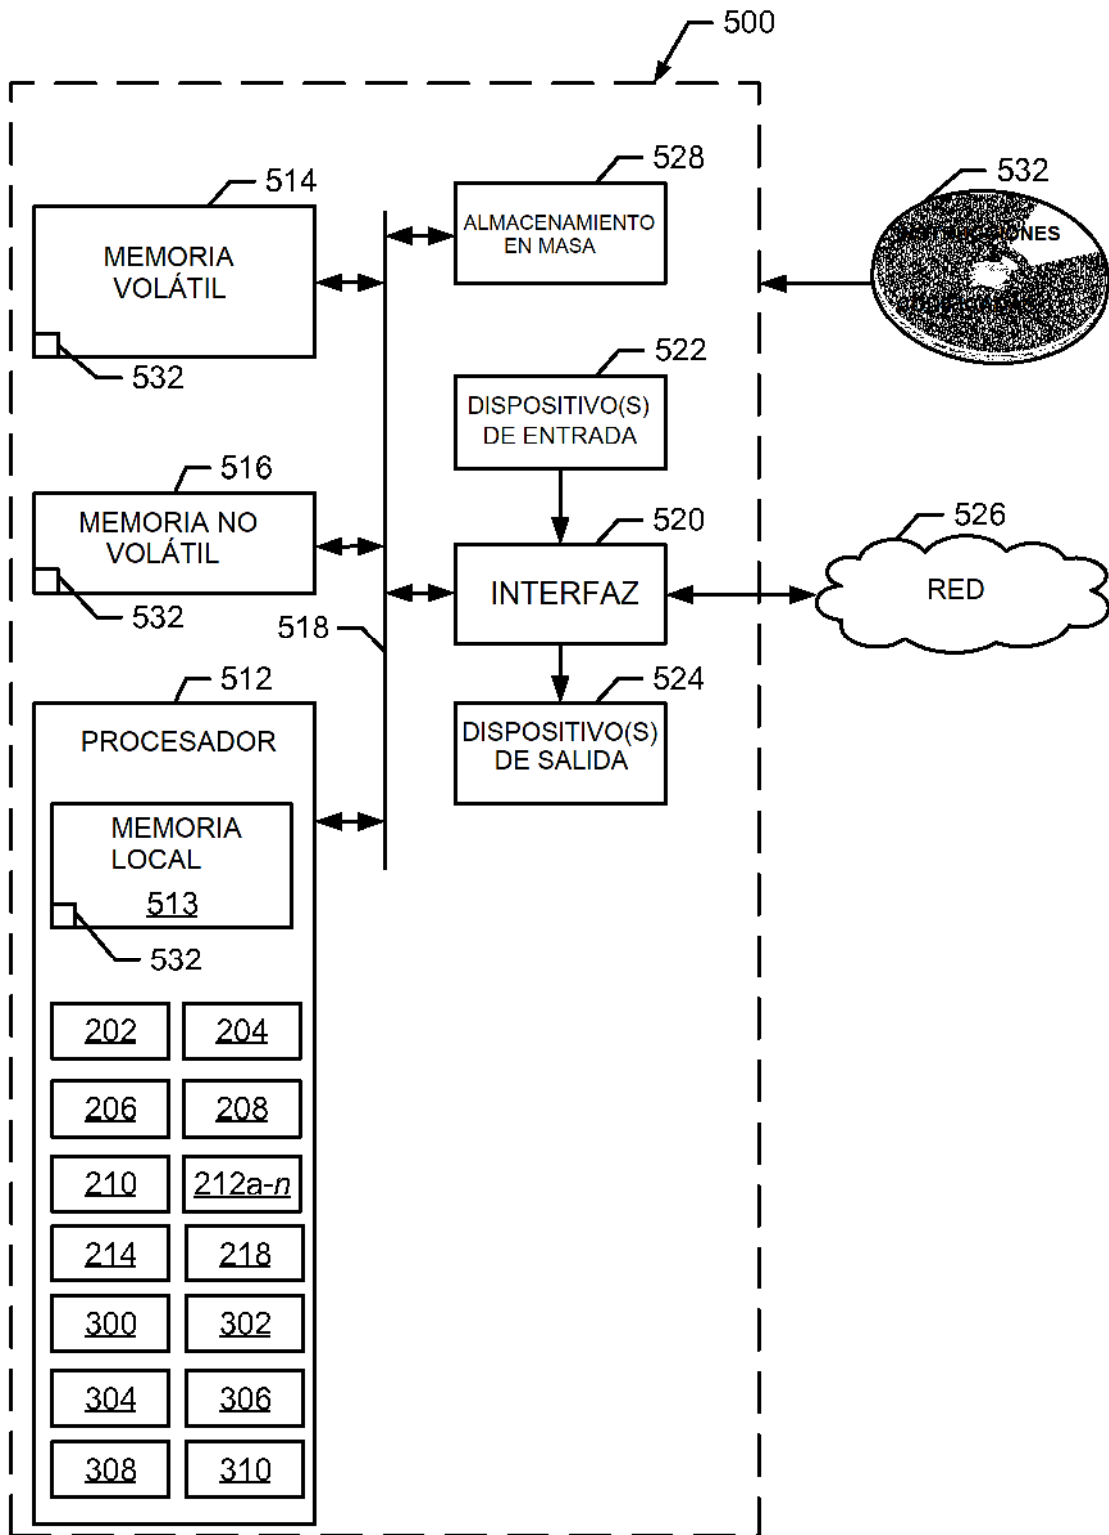 500
514
MEMORIA
VOLÁTIL
532
528
ALMACENAMIENTO
EN MASA
532
522
DISPOSITIVO(S)
DE ENTRADA
516
MEMORIA NO
VOLÁTIL
532
520
INTERFAZ
526
RED
518
512
PROCESADOR
524
DISPOSITIVO(S)
DE SALIDA
MEMORIA
LOCAL
513
532
202
204
206
208
210
212a-n
214
218
300
302
304
306
308
310